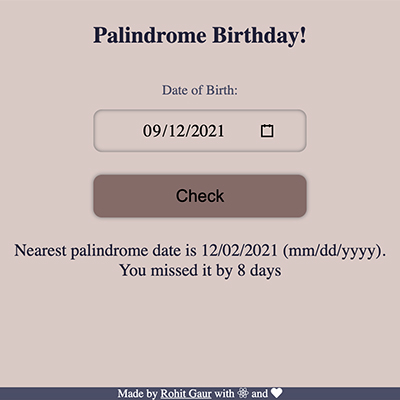 Palindrome Birthday!
Date of Birth:
09/12/2021
Check
Nearest palindrome date is 12/02/2021 (mm/dd/yyyy).
You missed it by 8 days
Made by Rohit Gaur with ⚛ and ❤